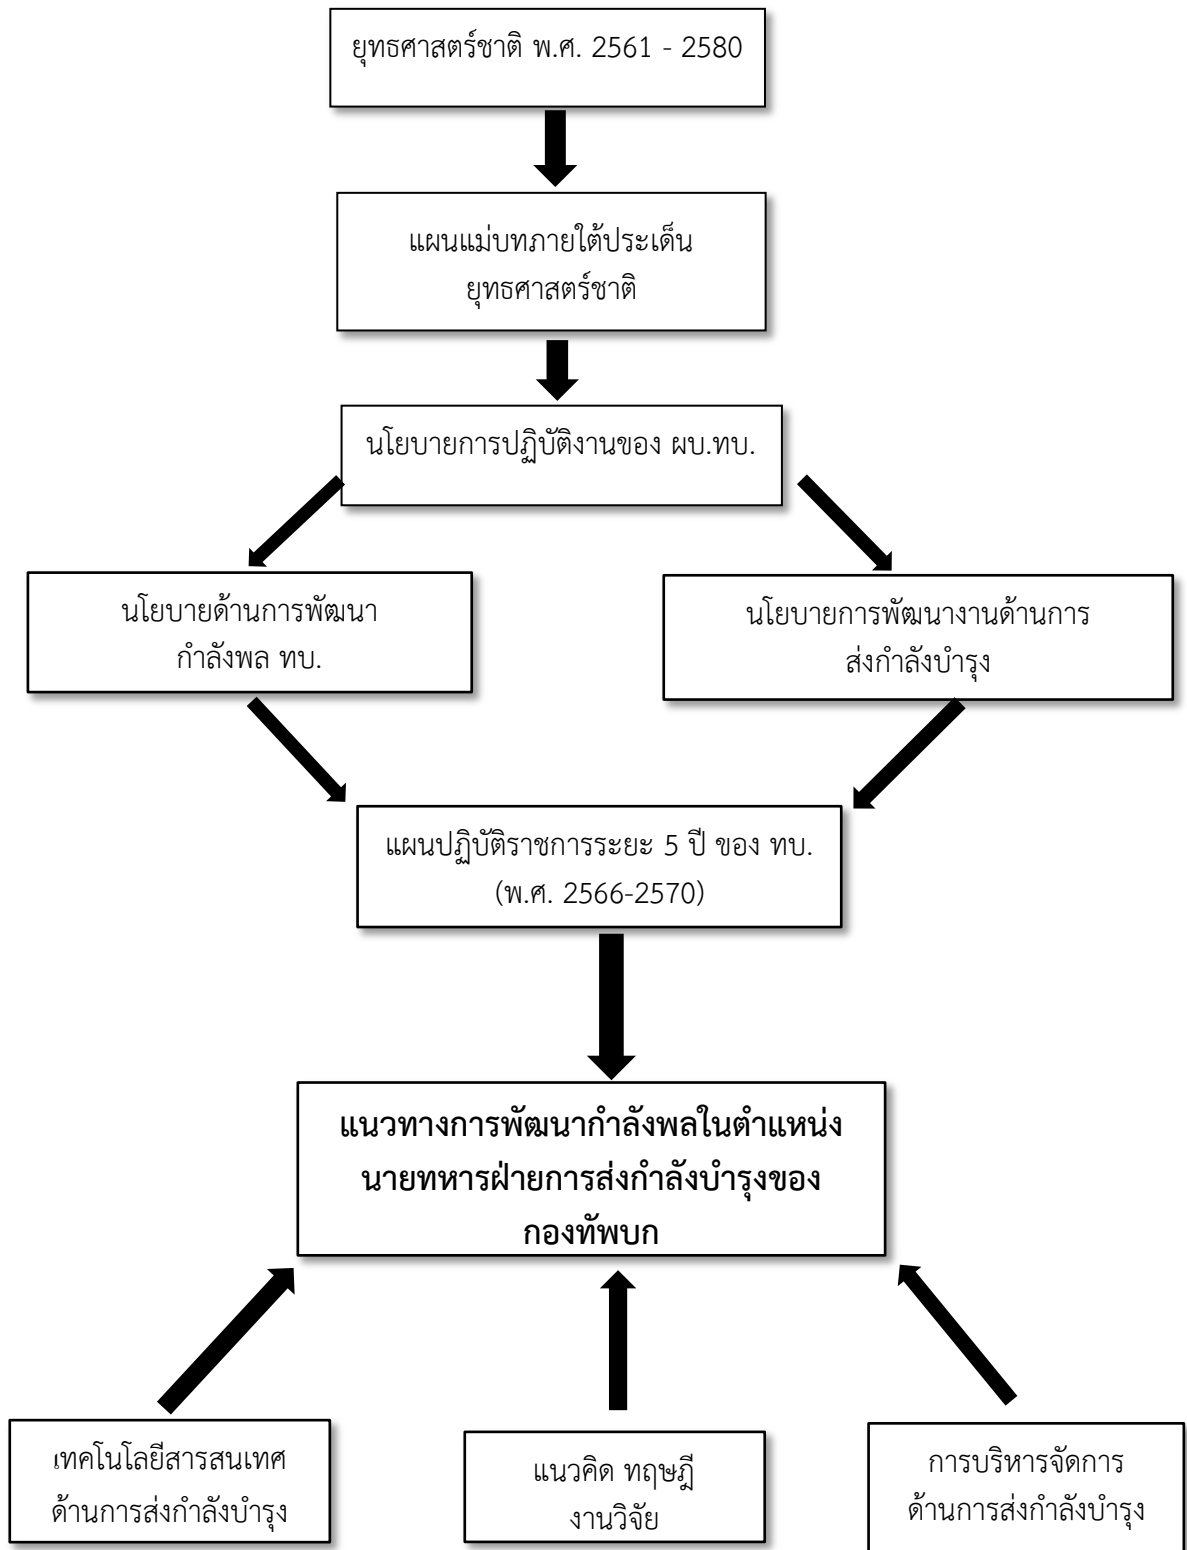 ยุทธศาสตร์ชาติ พ.ศ. 2561 - 2580
แผนแม่บทภายใต้ประเด็น
ยุทธศาสตร์ชาติ
นโยบายการปฏิบัติงานของ ผบ.ทบ.
นโยบายด้านการพัฒนา
กำลังพล ทบ.
นโยบายการพัฒนางานด้านการ
ส่งกำลังบำรุง
แผนปฏิบัติราชการระยะ 5 ปี ของ ทบ.
(พ.ศ. 2566-2570)
แนวทางการพัฒนากำลังพลในตำแหน่ง
นายทหารฝ่ายการส่งกำลังบำรุงของ
กองทัพบก
เทคโนโลยีสารสนเทศ
ด้านการส่งกำลังบำรุง
แนวคิด ทฤษฎี
งานวิจัย
การบริหารจัดการ
ด้านการส่งกำลังบำรุง